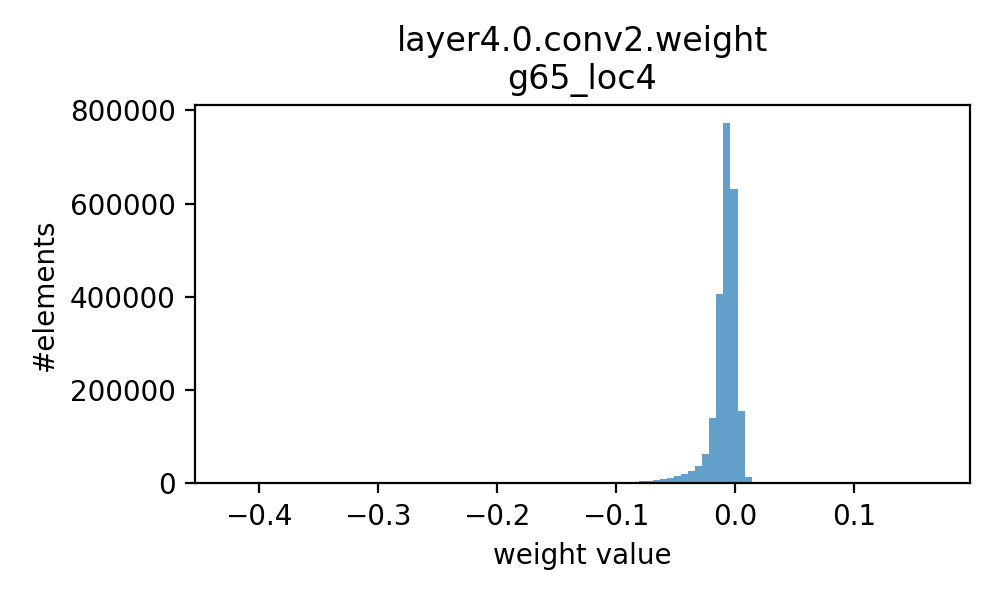 layer4.0.conv2.weight
g65_loc4
800000
600000
400000
200000
0
#elements
−0.4 −0.3 −0.2 −0.1 0.0 0.1
weight value